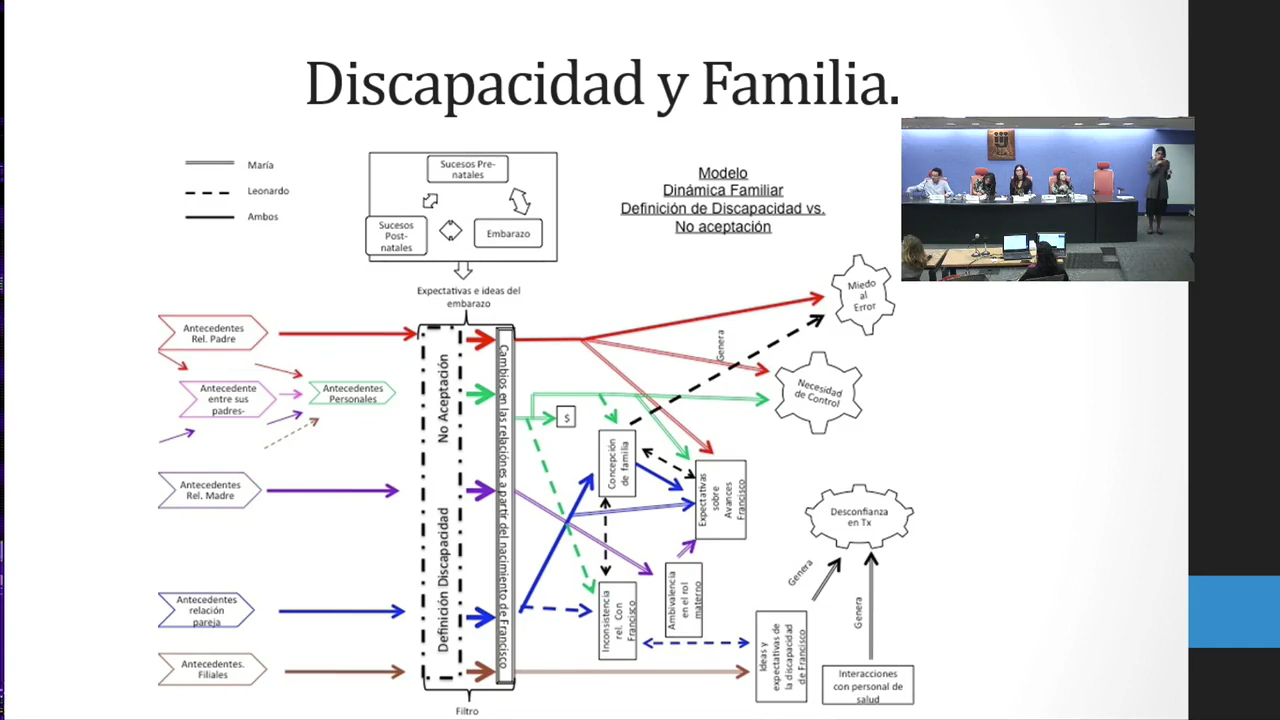 Discapacidad y Familia.
María
Leonardo
Ambos
Sucesos Pre-
natales
Sucesos
Post-
natales
Embarazo
Modelo
Dinámica Familiar
Definición de Discapacidad vs.
No aceptación
Expectativas e ideas del
embarazo
Antecedentes
Rel. Padre
Antecedente
entre sus
padres-
Antecedentes
Personales
Antecedentes
Rel. Madre
Antecedentes
relación
pareja
Antecedentes.
Filiales
No Aceptación
Definición Discapacidad
Cambios en las relaciónes a partir del nacimiento de Francisco
Filtro
$
Genera
Miedo
al
Error
Necesidad
de Control
Concepción
de familia
Expectativas
sobre
Avances
Francisco
Inconsistencia
rel. Con
Francisco
Ambivalencia
en el rol
materno
Ideas y
expectativas de
la discapacidad
de Francisco
Desconfianza
en Tx
Genera
Genera
Interacciones
con personal de
salud